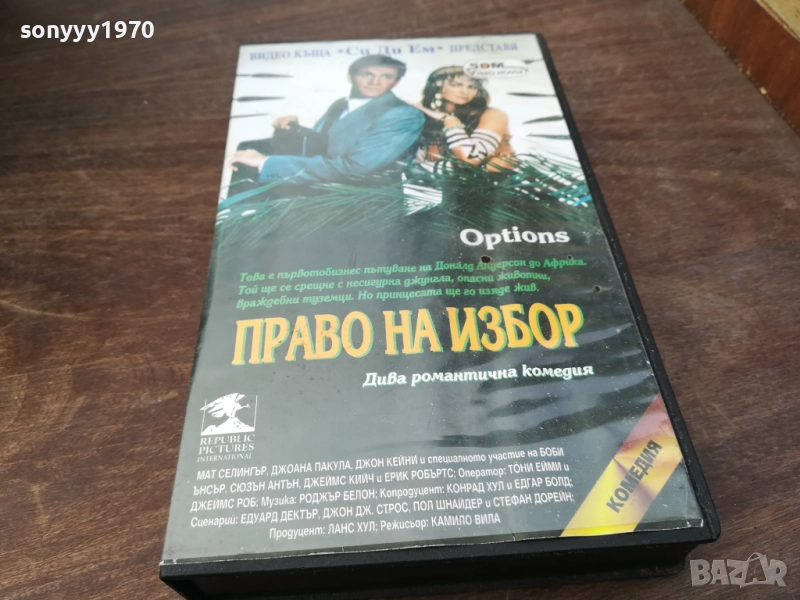 sonyyy1970
ВИДЕО КЪЩА "Си Ди Ем" ПРЕДСТАВЯ
SDM
Options
Това е първотобизнес пътуване на Доналд Андерсон до Африка.
Той ще се срещне с несигурна джунгла, опасни животни,
враждебни туземци. Но принцесата ще го изяде жив.
ПРАВО НА ИЗБОР
Дива романтична комедия
REPUBLIC
PICTURES
INTERNATIONAL
КОМЕДИЯ
МАТ СЕЛИНГЪР, ДЖОАНА ПАКУЛА, ДЖОН КЕЙНИ и специалното участие на БОБИ
ЪНСЪР, СЮЗЪН АНТЪН, ДЖЕЙМС КИЙЧ и ЕРИК РОБЪРТС; Оператор: ТОНИ ЕЙМИ и
ДЖЕЙМС РОБ; Музика: РОДЖЪР БЕЛОН; Копродуцент: КОНРАД ХУЛ и ЕДГАР БОЛД;
Сценарий: ЕДУАРД ДЕКТЪР, ДЖОН ДЖ. СТРОС, ПОЛ ШНАЙДЕР и СТЕФАН ДОРЕЙН;
Продуцент: ЛАНС ХУЛ; Режисьор: КАМИЛО ВИЛА
BAZAR